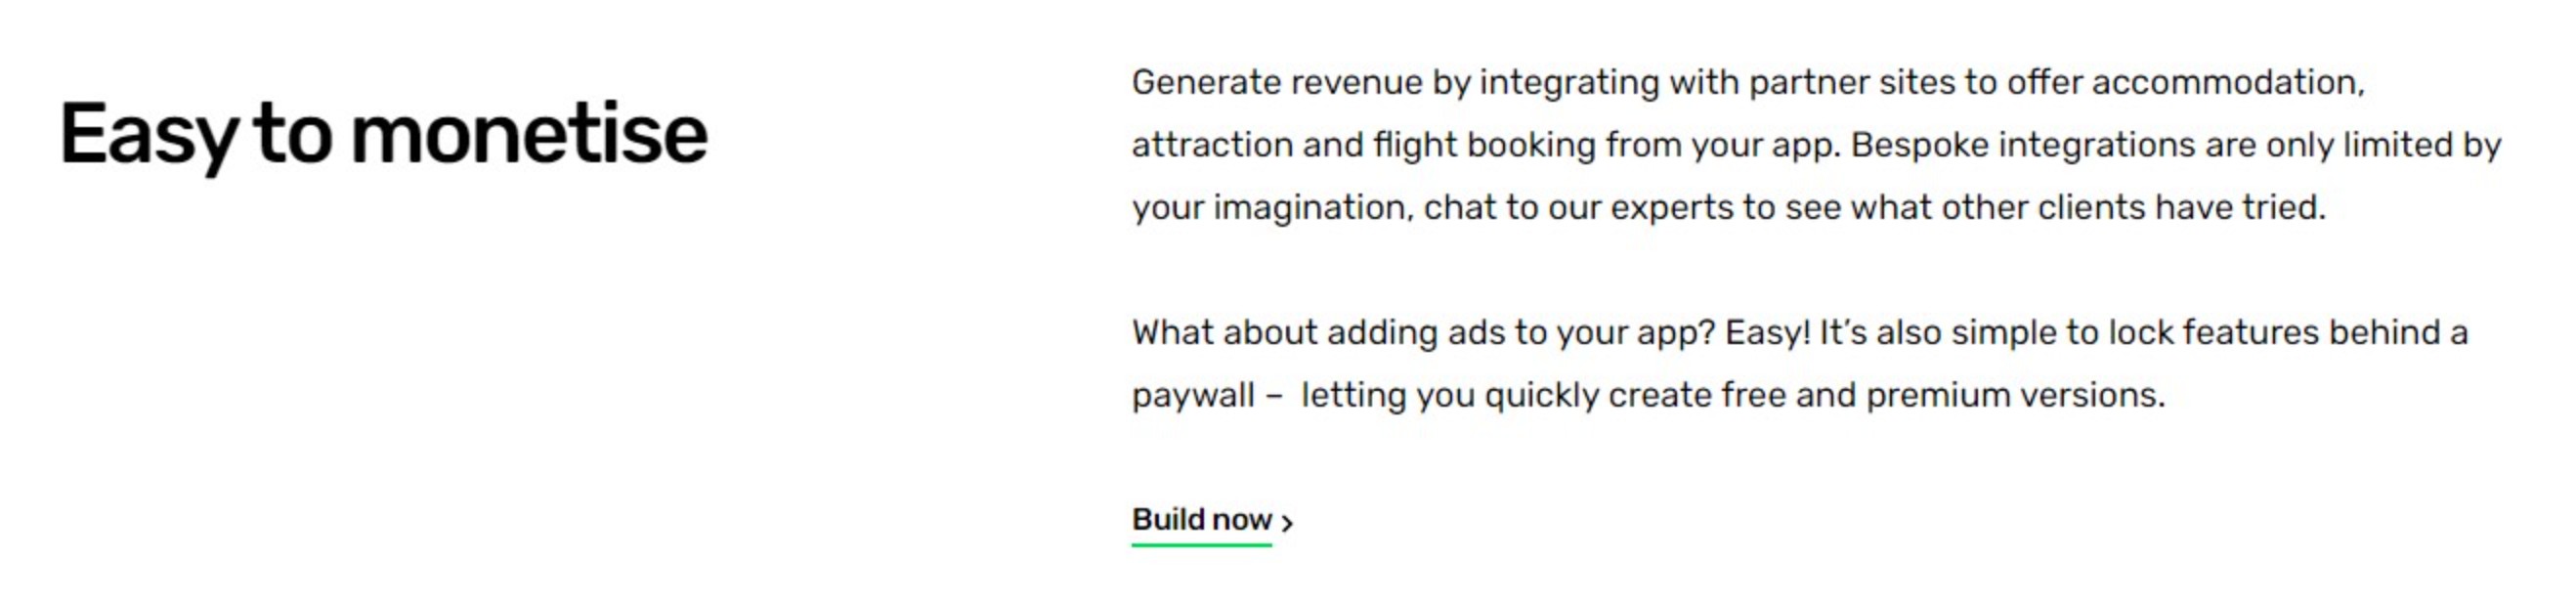 Easy to monetise
Generate revenue by integrating with partner sites to offer accommodation,
attraction and flight booking from your app. Bespoke integrations are only limited by
your imagination, chat to our experts to see what other clients have tried.
What about adding ads to your app? Easy! It’s also simple to lock features behind a
paywall –  letting you quickly create free and premium versions.
Build now ›